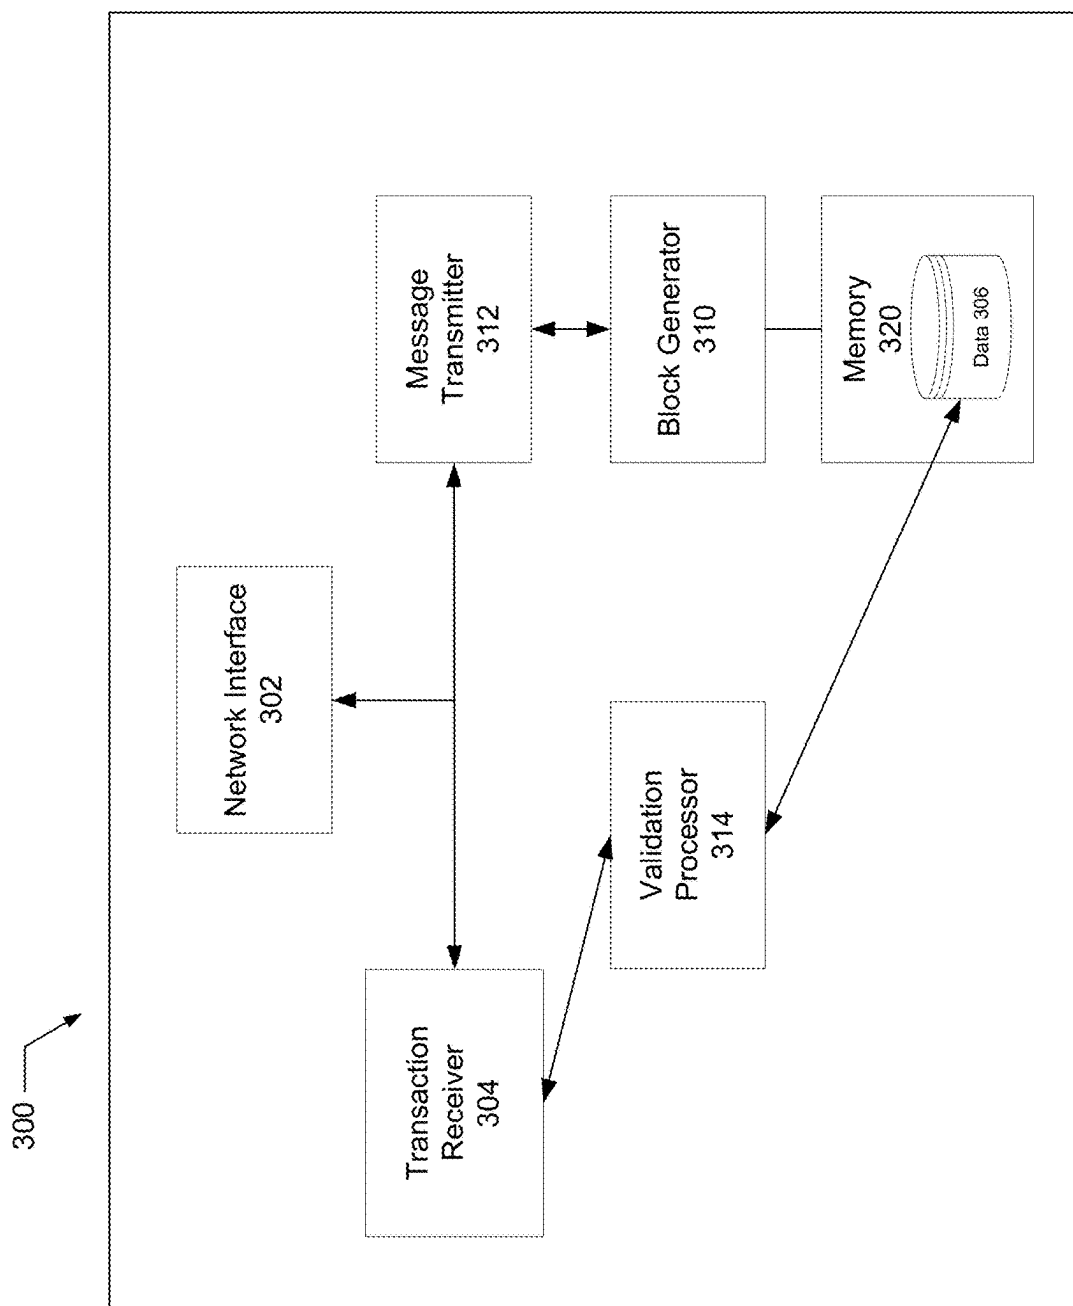 300
Network Interface
302
Transaction
Receiver
304
Message
Transmitter
312
Validation
Processor
314
Block Generator
310
Memory
320
Data 306